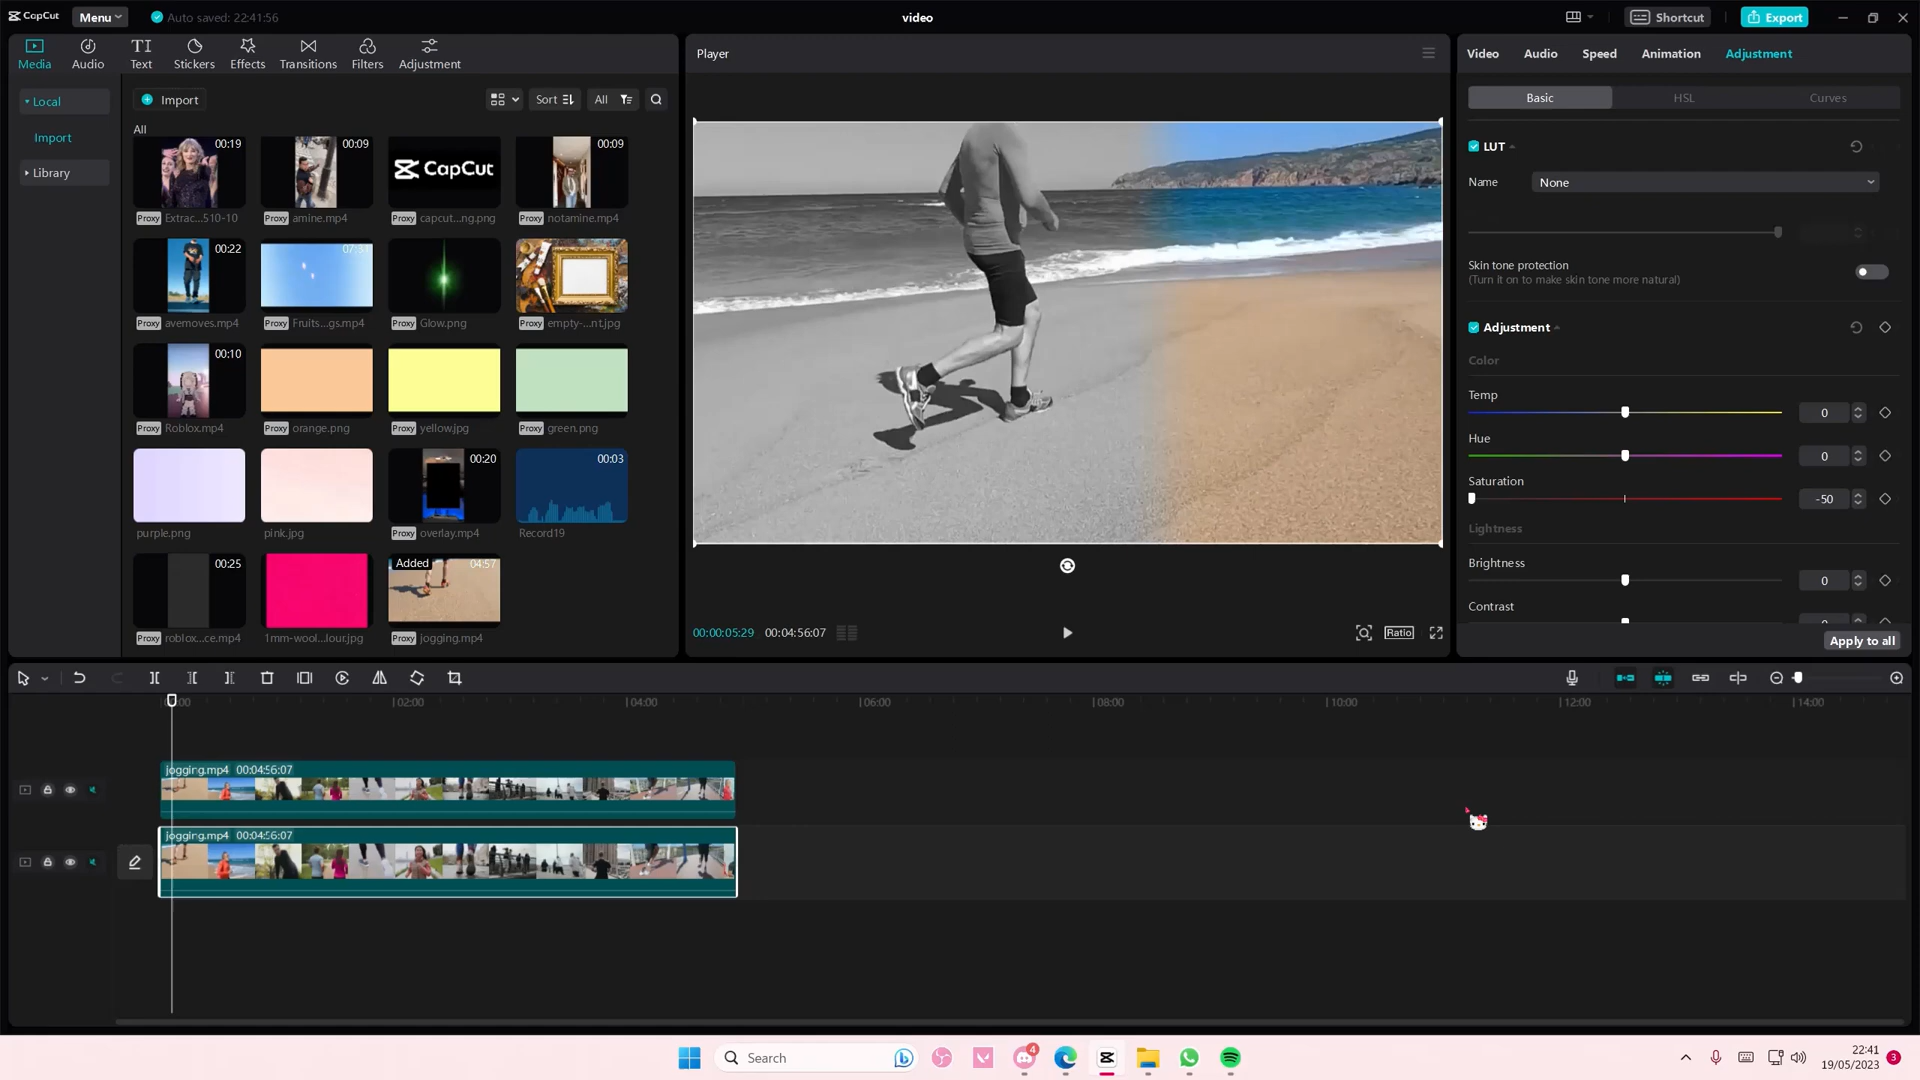 CapCut
Menu
Auto saved: 22:41:56
video
Shortcut
Export
Media
Audio
Text
Stickers
Effects
Transitions
Filters
Adjustment
Local
Import
Library
Import
Sort
All
All
00:19
Proxy Extrac...510-10
00:09
Proxy amine.mp4
CapCut
Proxy capcut...ng.png
00:09
Proxy notamine.mp4
00:22
Proxy avemoves.mp4
07:31
Proxy Fruits...gs.mp4
Proxy Glow.png
Proxy empty-...nt.jpg
00:10
Proxy Roblox.mp4
Proxy orange.png
Proxy yellow.jpg
Proxy green.png
purple.png
pink.jpg
00:20
Proxy overlay.mp4
00:03
Record19
00:25
Proxy roblox...ce.mp4
1mm-wool...lour.jpg
Added
04:57
Proxy jogging.mp4
Player
00:00:05:29
00:04:56:07
Ratio
Video
Audio
Speed
Animation
Adjustment
Basic
HSL
Curves
LUT
Name
None
Skin tone protection
(Turn it on to make skin tone more natural)
Adjustment
Color
Temp
0
Hue
0
Saturation
-50
Lightness
Brightness
0
Contrast
0
Apply to all
02:00
04:00
06:00
08:00
10:00
12:00
14:00
jogging.mp4 00:04:56:07
jogging.mp4 00:04:56:07
Search
4
22:41
19/05/2023
3